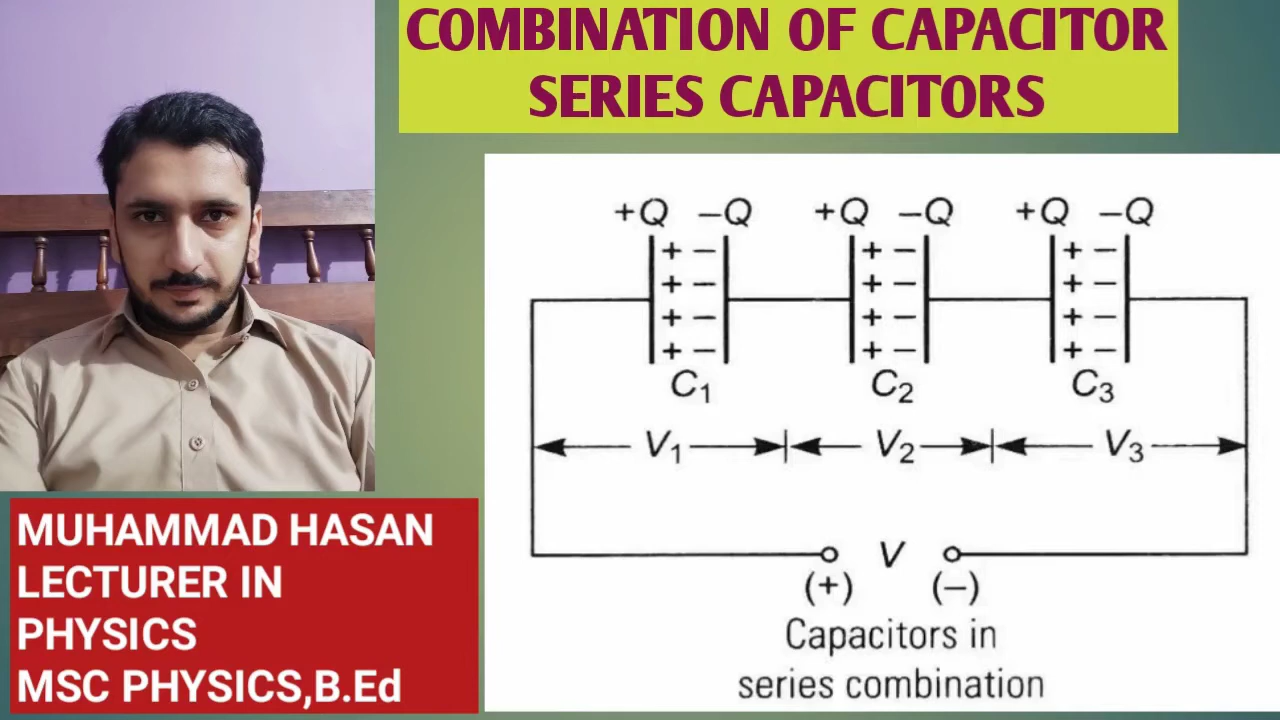 COMBINATION OF CAPACITOR
SERIES CAPACITORS
+Q –Q +Q –Q +Q –Q
+ – + – + –
+ – + – + –
+ – + – + –
+ – + – + –
C1 C2 C3
V1 V2 V3
V
(+) (–)
Capacitors in
series combination
MUHAMMAD HASAN
LECTURER IN
PHYSICS
MSC PHYSICS,B.Ed